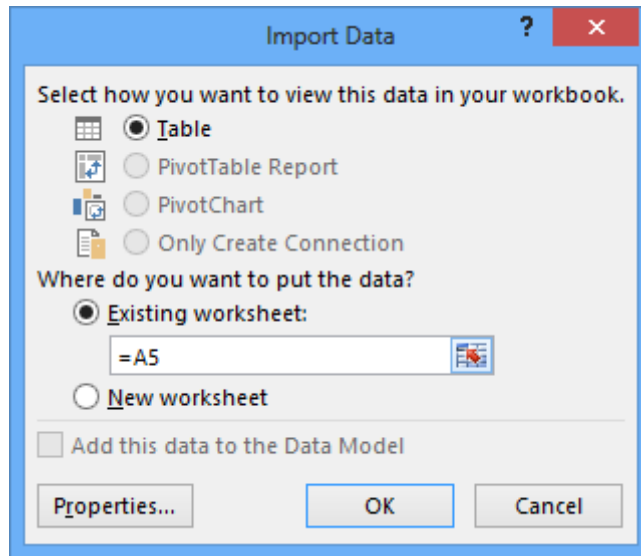 Import Data
?
Select how you want to view this data in your workbook.
Table
PivotTable Report
PivotChart
Only Create Connection
Where do you want to put the data?
Existing worksheet:
=A5
New worksheet
Add this data to the Data Model
Properties... OK Cancel